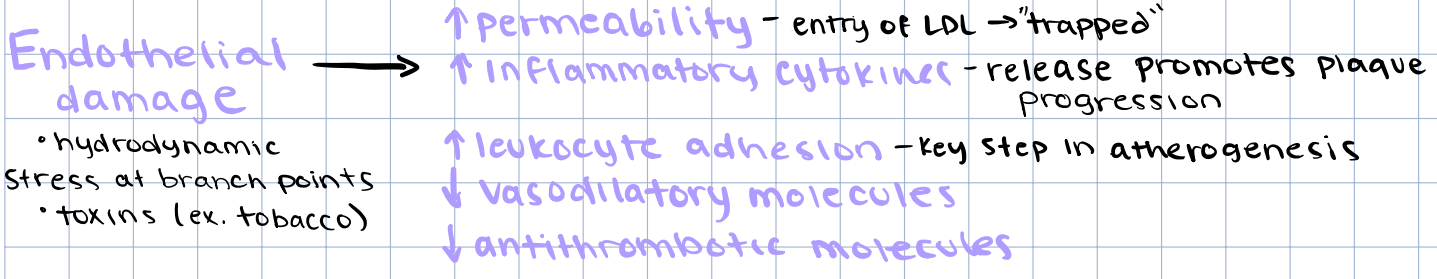 Endothelial
damage
• hydrodynamic
stress at branch points
• toxins (ex. tobacco)
↑ permeability - entry of LDL → "trapped"
↑ inflammatory cytokines - release promotes plaque
progression
↑ leukocyte adhesion - key step in atherogenesis
↓ vasodilatory molecules
↓ antithrombotic molecules